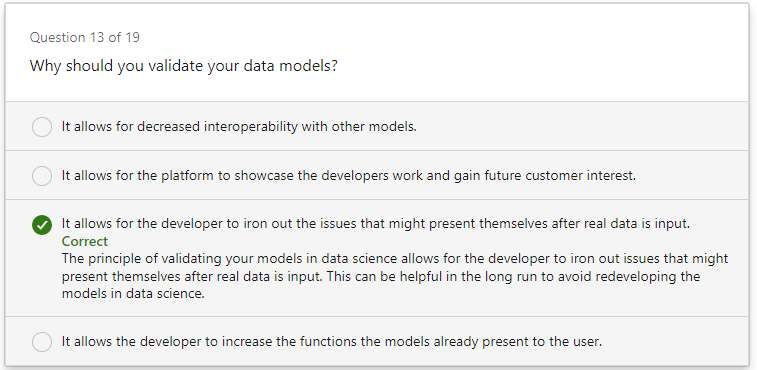 Question 13 of 19
Why should you validate your data models?
It allows for decreased interoperability with other models.
It allows for the platform to showcase the developers work and gain future customer interest.
It allows for the developer to iron out the issues that might present themselves after real data is input.
Correct
The principle of validating your models in data science allows for the developer to iron out issues that might
present themselves after real data is input. This can be helpful in the long run to avoid redeveloping the
models in data science.
It allows the developer to increase the functions the models already present to the user.